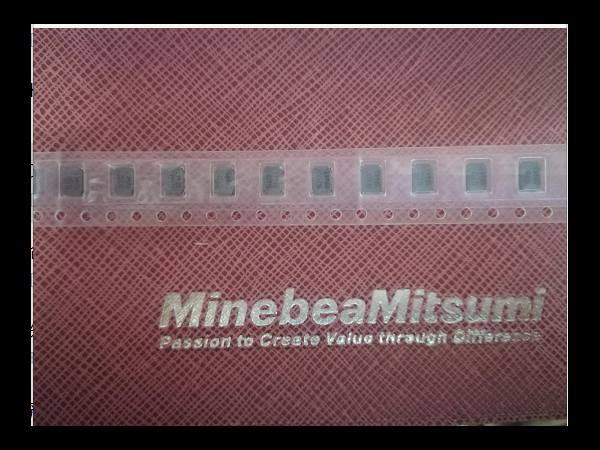 MinebeaMitsumi
Passion to Create Value through Difference